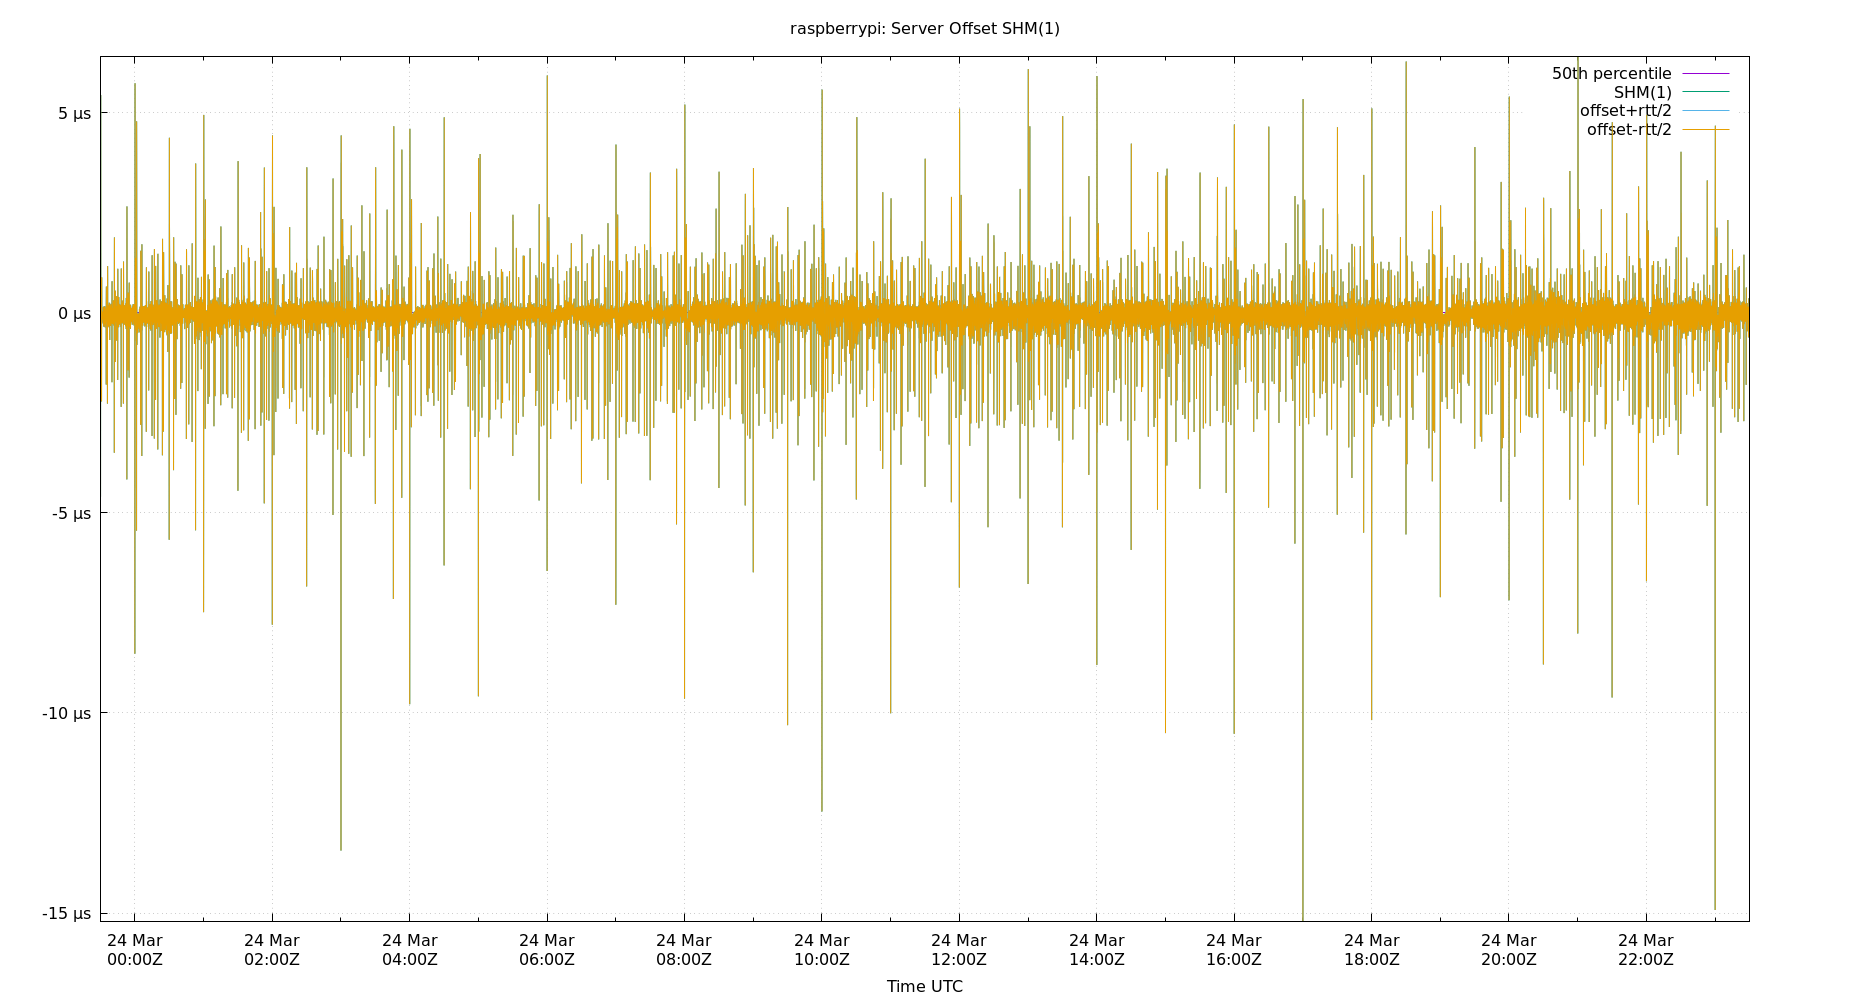 raspberrypi: Server Offset SHM(1)
50th percentile
SHM(1)
offset+rtt/2
offset-rtt/2
5 µs
0 µs
-5 µs
-10 µs
-15 µs
24 Mar 24 Mar 24 Mar 24 Mar 24 Mar 24 Mar 24 Mar 24 Mar 24 Mar 24 Mar 24 Mar 24 Mar
00:00Z 02:00Z 04:00Z 06:00Z 08:00Z 10:00Z 12:00Z 14:00Z 16:00Z 18:00Z 20:00Z 22:00Z
Time UTC